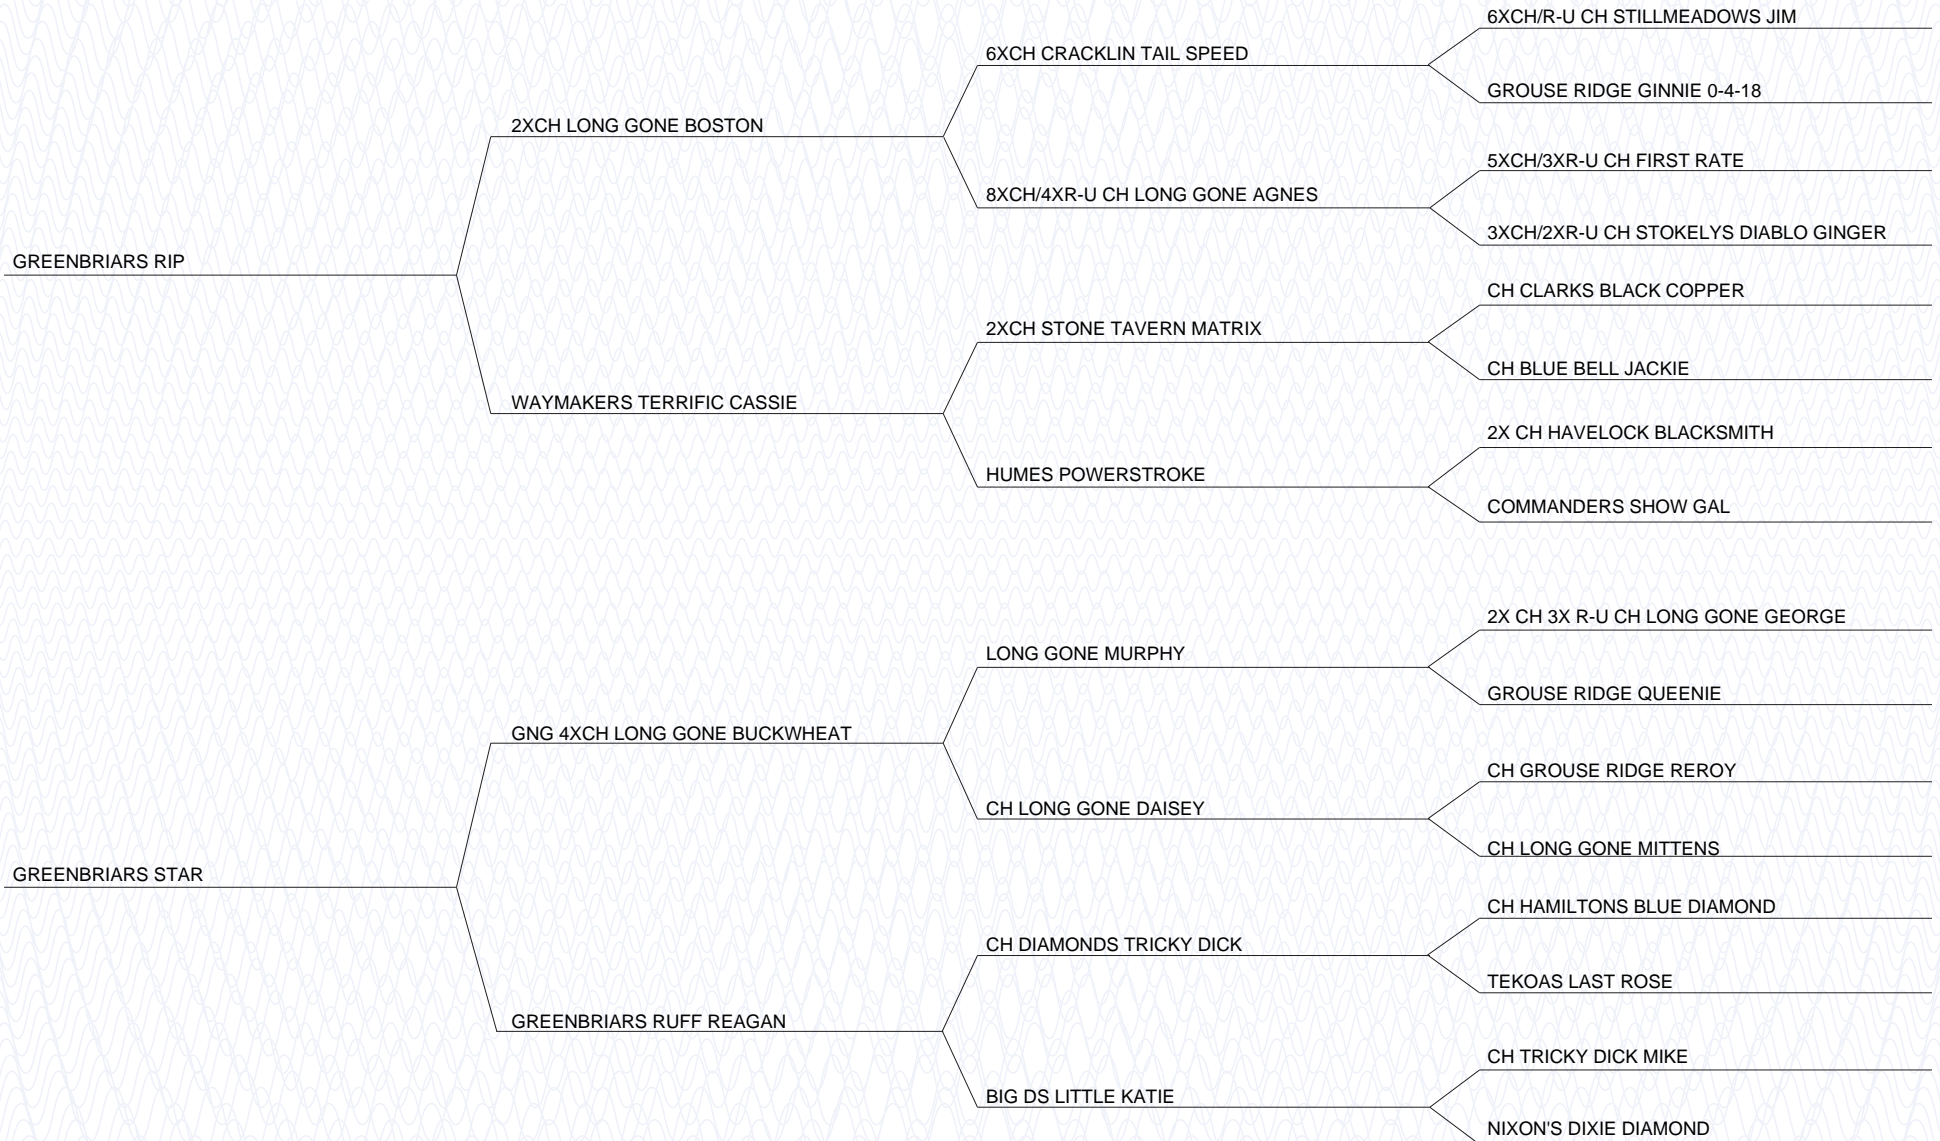 6XCH/R-U CH STILLMEADOWS JIM
6XCH CRACKLIN TAIL SPEED
GROUSE RIDGE GINNIE 0-4-18
2XCH LONG GONE BOSTON
5XCH/3XR-U CH FIRST RATE
8XCH/4XR-U CH LONG GONE AGNES
3XCH/2XR-U CH STOKELYS DIABLO GINGER
GREENBRIARS RIP
CH CLARKS BLACK COPPER
2XCH STONE TAVERN MATRIX
CH BLUE BELL JACKIE
WAYMAKERS TERRIFIC CASSIE
2X CH HAVELOCK BLACKSMITH
HUMES POWERSTROKE
COMMANDERS SHOW GAL
2X CH 3X R-U CH LONG GONE GEORGE
LONG GONE MURPHY
GROUSE RIDGE QUEENIE
GNG 4XCH LONG GONE BUCKWHEAT
CH GROUSE RIDGE REROY
CH LONG GONE DAISEY
CH LONG GONE MITTENS
GREENBRIARS STAR
CH HAMILTONS BLUE DIAMOND
CH DIAMONDS TRICKY DICK
TEKOAS LAST ROSE
GREENBRIARS RUFF REAGAN
CH TRICKY DICK MIKE
BIG DS LITTLE KATIE
NIXON'S DIXIE DIAMOND